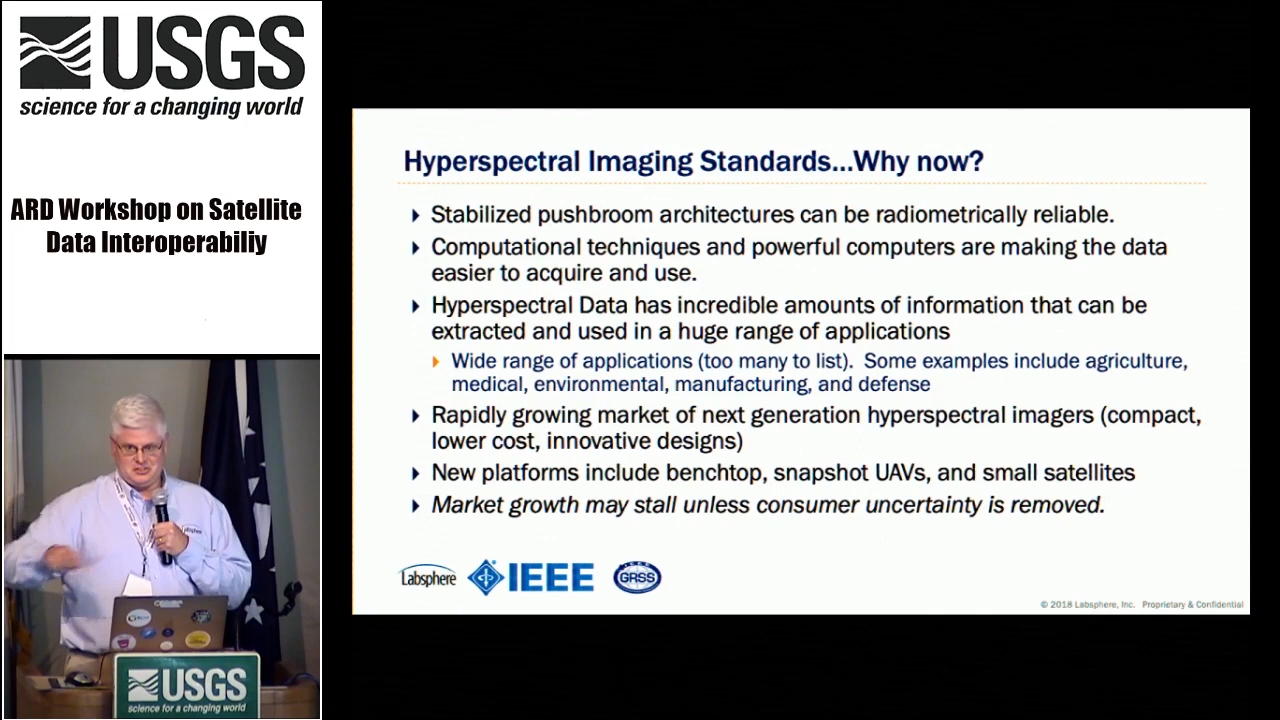 USGS
science for a changing world
ARD Workshop on Satellite
Data Interoperabiliy
Hyperspectral Imaging Standards...Why now?
Stabilized pushbroom architectures can be radiometrically reliable.
Computational techniques and powerful computers are making the data
easier to acquire and use.
Hyperspectral Data has incredible amounts of information that can be
extracted and used in a huge range of applications
Wide range of applications (too many to list). Some examples include agriculture,
medical, environmental, manufacturing, and defense
Rapidly growing market of next generation hyperspectral imagers (compact,
lower cost, innovative designs)
New platforms include benchtop, snapshot UAVs, and small satellites
Market growth may stall unless consumer uncertainty is removed.
Labsphere
IEEE
GRSS
© 2018 Labsphere, Inc. Proprietary & Confidential
USGS
science for a changing world